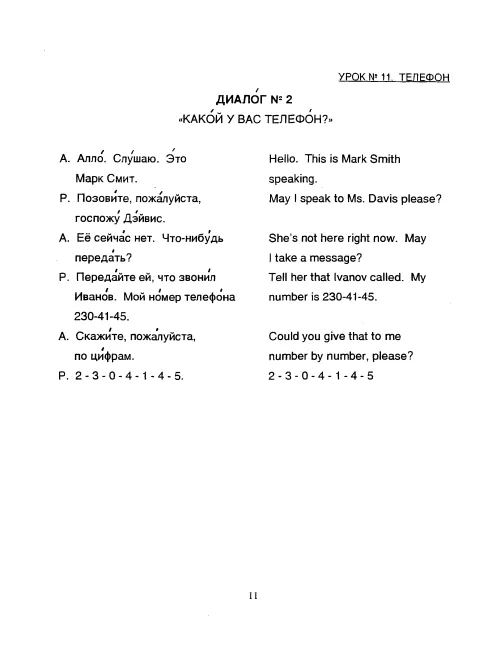 УРОК № 11. ТЕЛЕФОН
ДИАЛО́Г № 2
«КАКО́Й У ВАС ТЕЛЕФО́Н?»
А. Алло́. Слу́шаю. Э́то Hello. This is Mark Smith
Марк Смит. speaking.
Р. Позови́те, пожа́луйста, May I speak to Ms. Davis please?
госпожу́ Дэ́йвис.
А. Её сейча́с нет. Что-нибу́дь She's not here right now. May
переда́ть? I take a message?
Р. Переда́йте ей, что звони́л Tell her that Ivanov called. My
Ивано́в. Мой но́мер телефо́на number is 230-41-45.
230-41-45.
А. Скажи́те, пожа́луйста, Could you give that to me
по ци́фрам. number by number, please?
Р. 2 - 3 - 0 - 4 - 1 - 4 - 5. 2 - 3 - 0 - 4 - 1 - 4 - 5
11